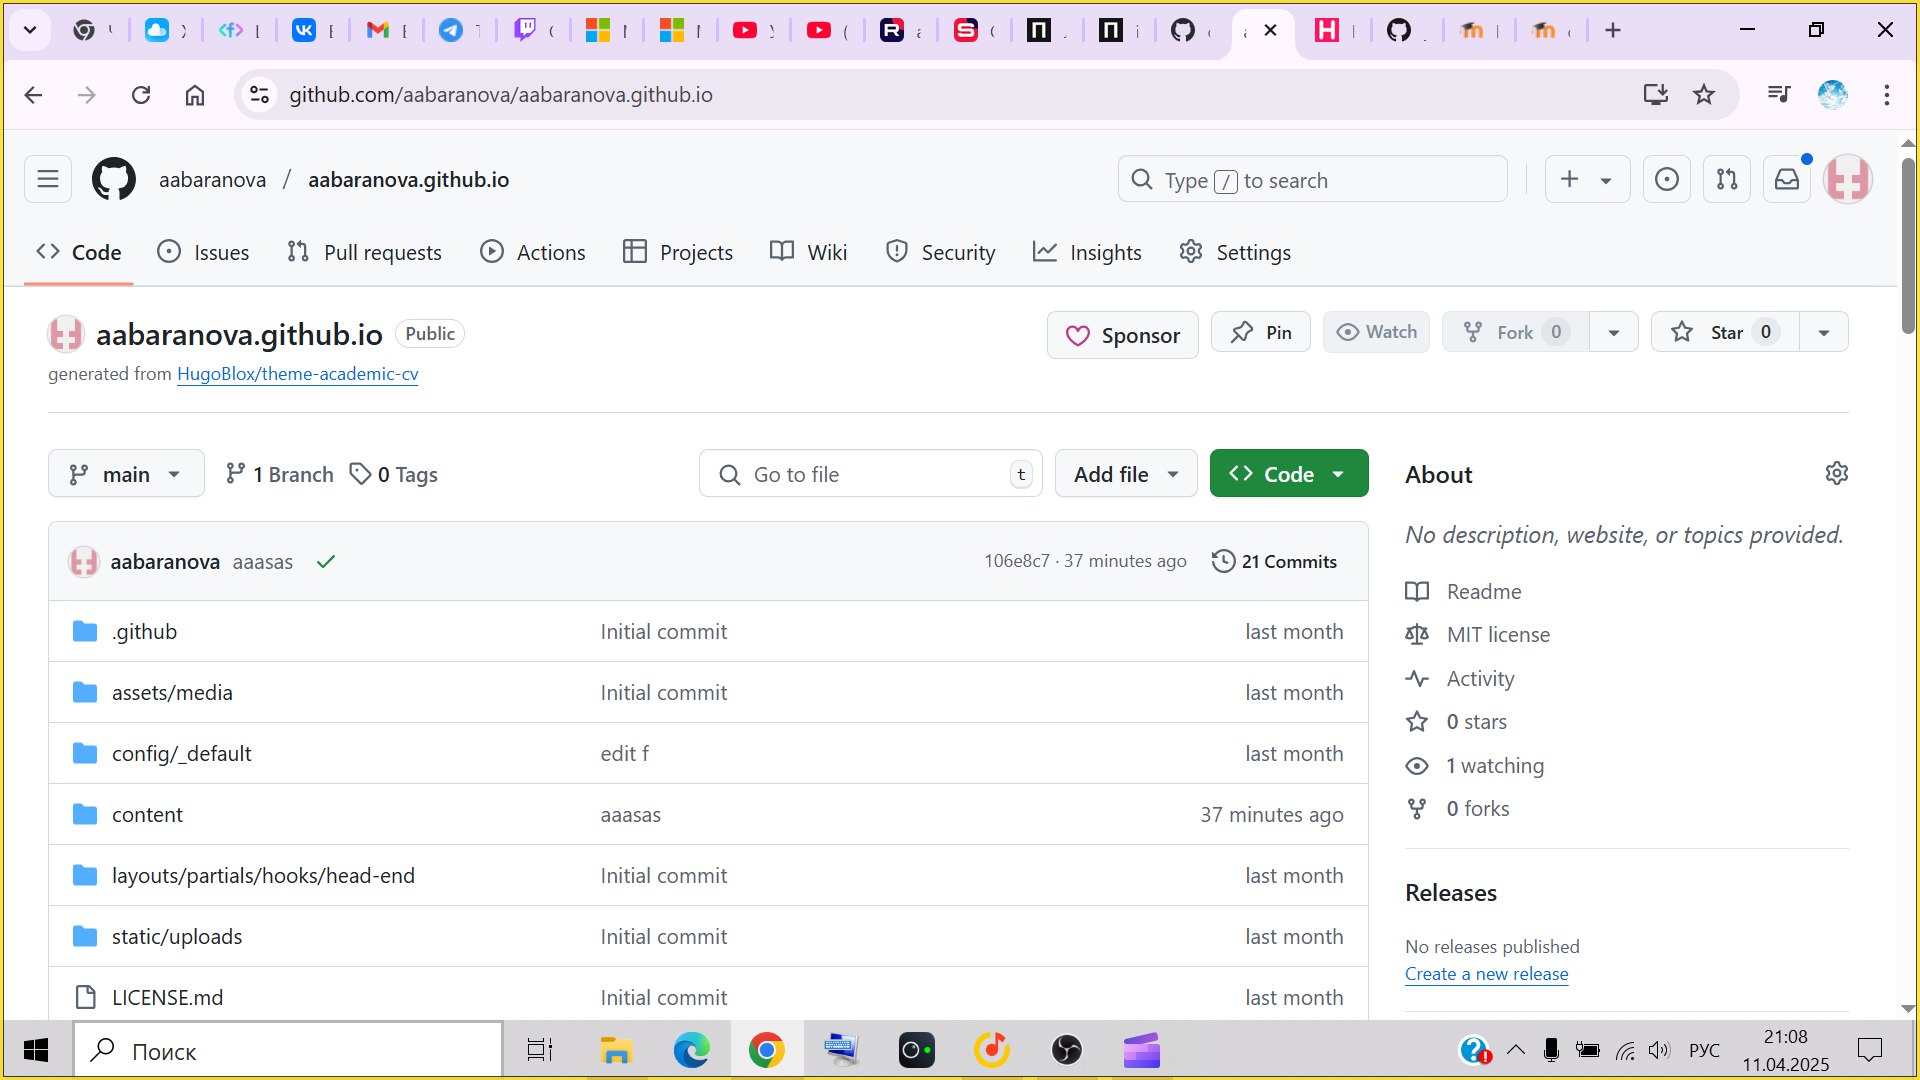 github.com/aabaranova/aabaranova.github.io
aabaranova / aabaranova.github.io
Type / to search
Code Issues Pull requests Actions Projects Wiki Security Insights Settings
aabaranova.github.io Public
Sponsor Pin Watch Fork 0 Star 0
generated from HugoBlox/theme-academic-cv
main 1 Branch 0 Tags Go to file t Add file Code
About
aabaranova aaasas 106e8c7 · 37 minutes ago 21 Commits
No description, website, or topics provided.
.github Initial commit last month
assets/media Initial commit last month
config/_default edit f last month
content aaasas 37 minutes ago
layouts/partials/hooks/head-end Initial commit last month
static/uploads Initial commit last month
LICENSE.md Initial commit last month
Readme
MIT license
Activity
0 stars
1 watching
0 forks
Releases
No releases published
Create a new release
Поиск
РУС
21:08
11.04.2025